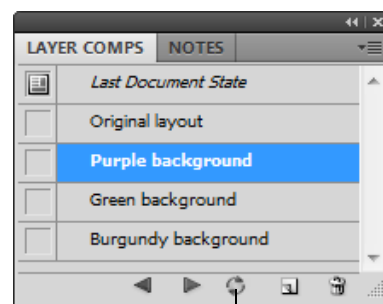 LAYER COMPS NOTES
Last Document State
Original layout
Purple background
Green background
Burgundy background